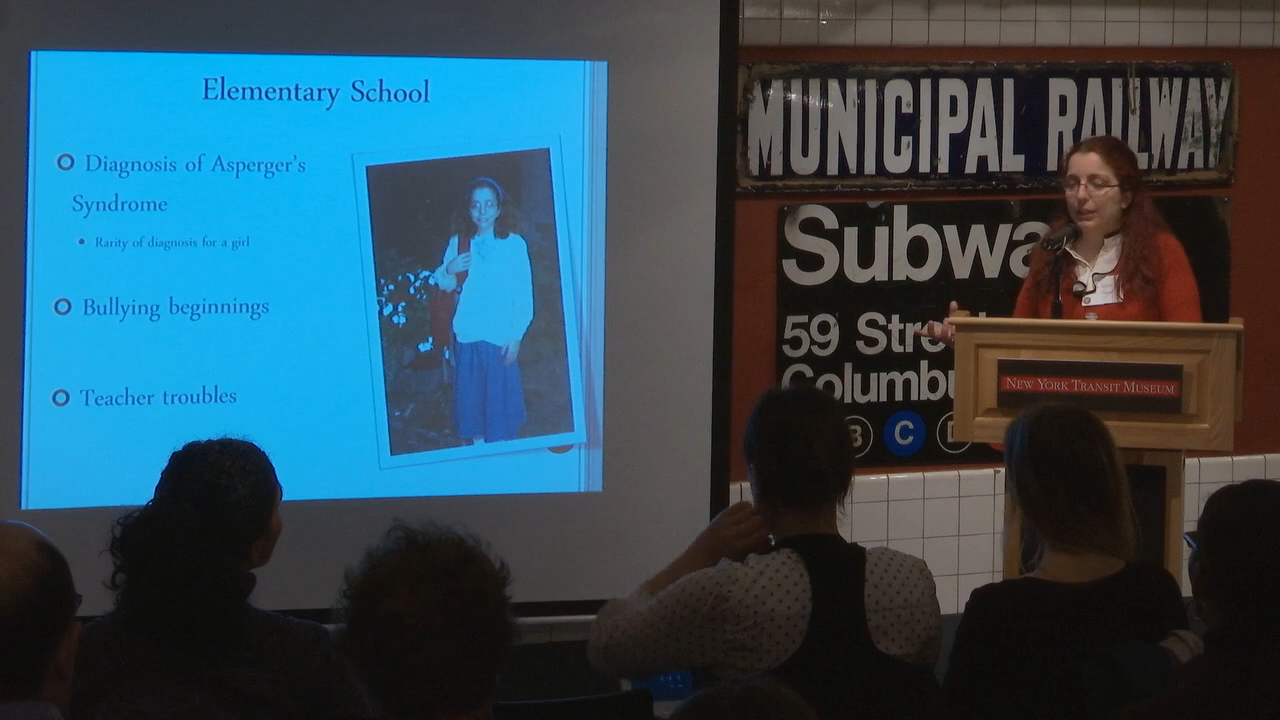 Elementary School
Diagnosis of Asperger's
Syndrome
Rarity of diagnosis for a girl
Bullying beginnings
Teacher troubles
MUNICIPAL RAILWAY
Subwa
59 Stre
Columbu
B C D
NEW YORK TRANSIT MUSEUM